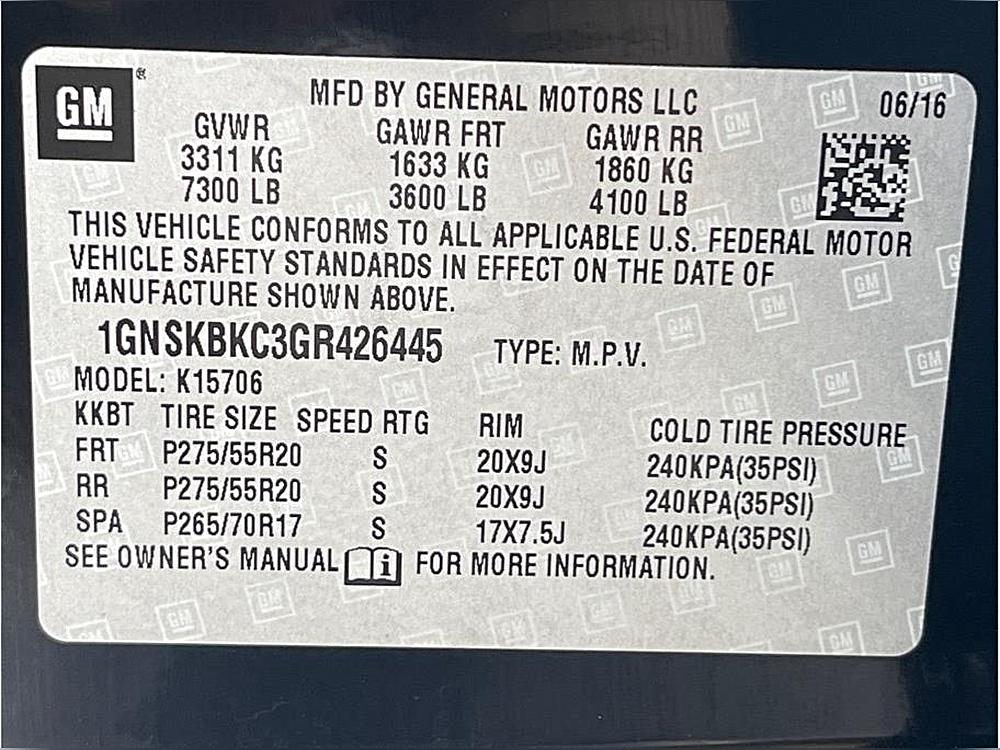 GM ® MFD BY GENERAL MOTORS LLC 06/16
GVWR GAWR FRT GAWR RR
3311 KG 1633 KG 1860 KG
7300 LB 3600 LB 4100 LB
THIS VEHICLE CONFORMS TO ALL APPLICABLE U.S. FEDERAL MOTOR
VEHICLE SAFETY STANDARDS IN EFFECT ON THE DATE OF
MANUFACTURE SHOWN ABOVE.
1GNSKBKC3GR426445 TYPE: M.P.V.
MODEL: K15706
KKBT TIRE SIZE SPEED RTG RIM COLD TIRE PRESSURE
FRT P275/55R20 S 20X9J 240KPA(35PSI)
RR P275/55R20 S 20X9J 240KPA(35PSI)
SPA P265/70R17 S 17X7.5J 240KPA(35PSI)
SEE OWNER'S MANUAL i FOR MORE INFORMATION.